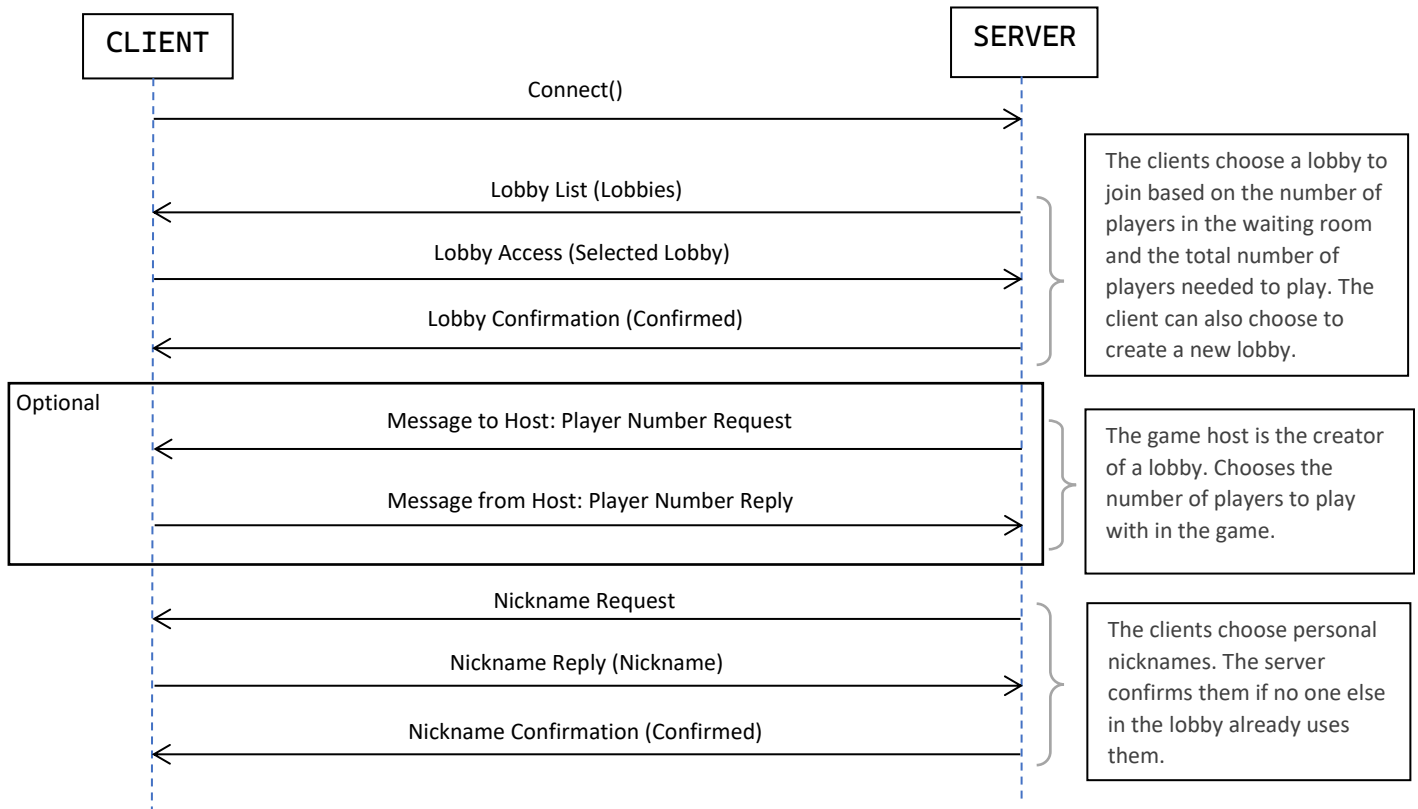 CLIENT
SERVER
Connect()
Lobby List (Lobbies)
Lobby Access (Selected Lobby)
Lobby Confirmation (Confirmed)
The clients choose a lobby to
join based on the number of
players in the waiting room
and the total number of
players needed to play. The
client can also choose to
create a new lobby.
Optional
Message to Host: Player Number Request
Message from Host: Player Number Reply
The game host is the creator
of a lobby. Chooses the
number of players to play
with in the game.
Nickname Request
Nickname Reply (Nickname)
Nickname Confirmation (Confirmed)
The clients choose personal
nicknames. The server
confirms them if no one else
in the lobby already uses
them.